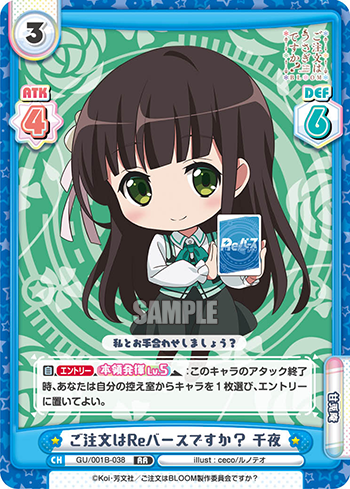 3
ご注文は
うさぎ
ですか?
BLOOM
ATK
4
DEF
6
Reバース
SAMPLE
私とお手合わせしましょう?
エントリー 本領発揮Lv.5 :このキャラのアタック終了
時、あなたは自分の控え室からキャラを1枚選び、エントリー
に置いてよい。
甘兎庵
ご注文はReバースですか? 千夜
CH GU/001B-038 RR illust:ceco/ルノテオ
©Koi・芳文社/ご注文はBLOOM製作委員会ですか?